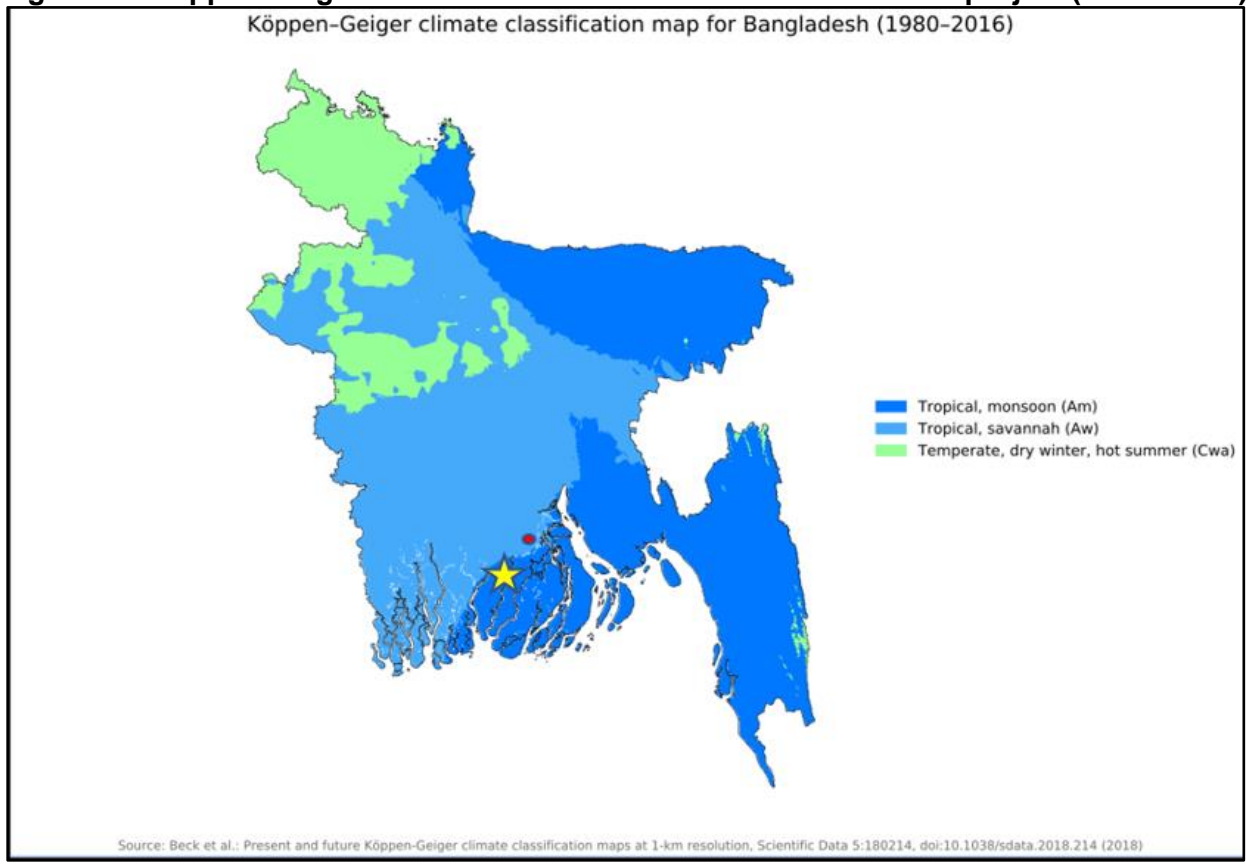 Köppen–Geiger climate classification map for Bangladesh (1980–2016)
Tropical, monsoon (Am)
Tropical, savannah (Aw)
Temperate, dry winter, hot summer (Cwa)
Source: Beck et al.: Present and future Köppen-Geiger climate classification maps at 1-km resolution, Scientific Data 5:180214, doi:10.1038/sdata.2018.214 (2018)